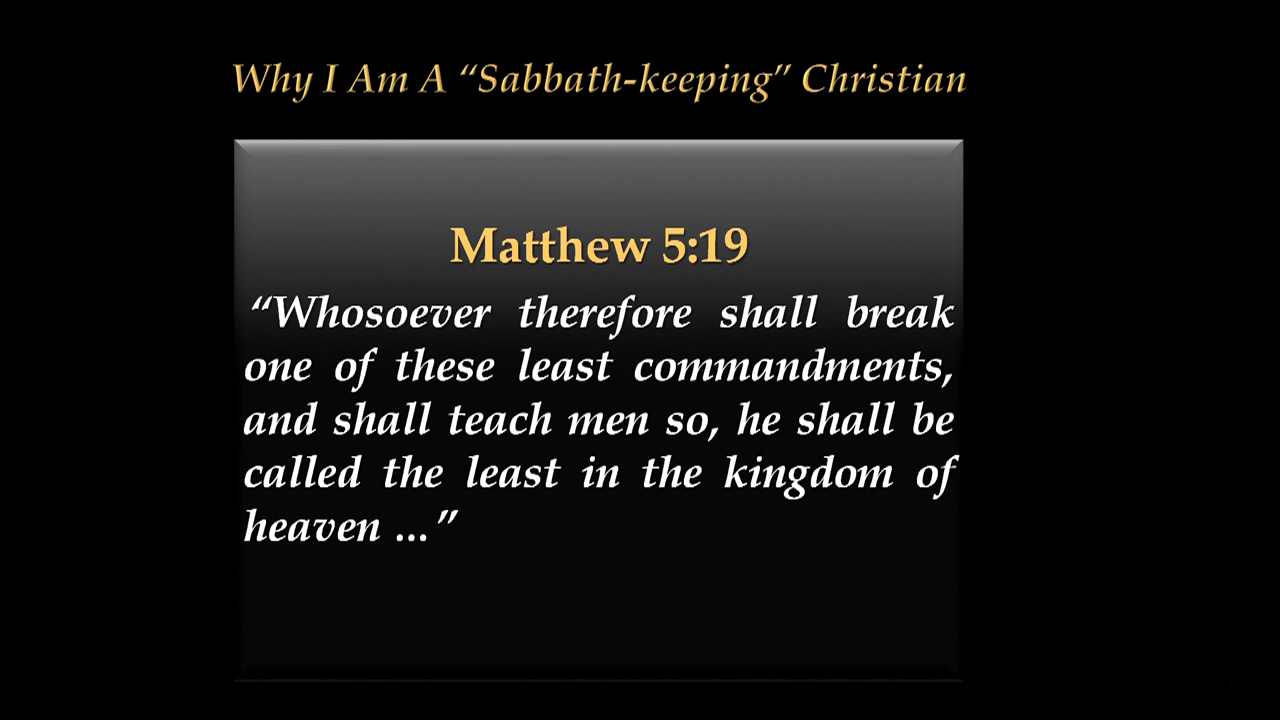 Why I Am A “Sabbath-keeping” Christian
Matthew 5:19
“Whosoever therefore shall break
one of these least commandments,
and shall teach men so, he shall be
called the least in the kingdom of
heaven ...”